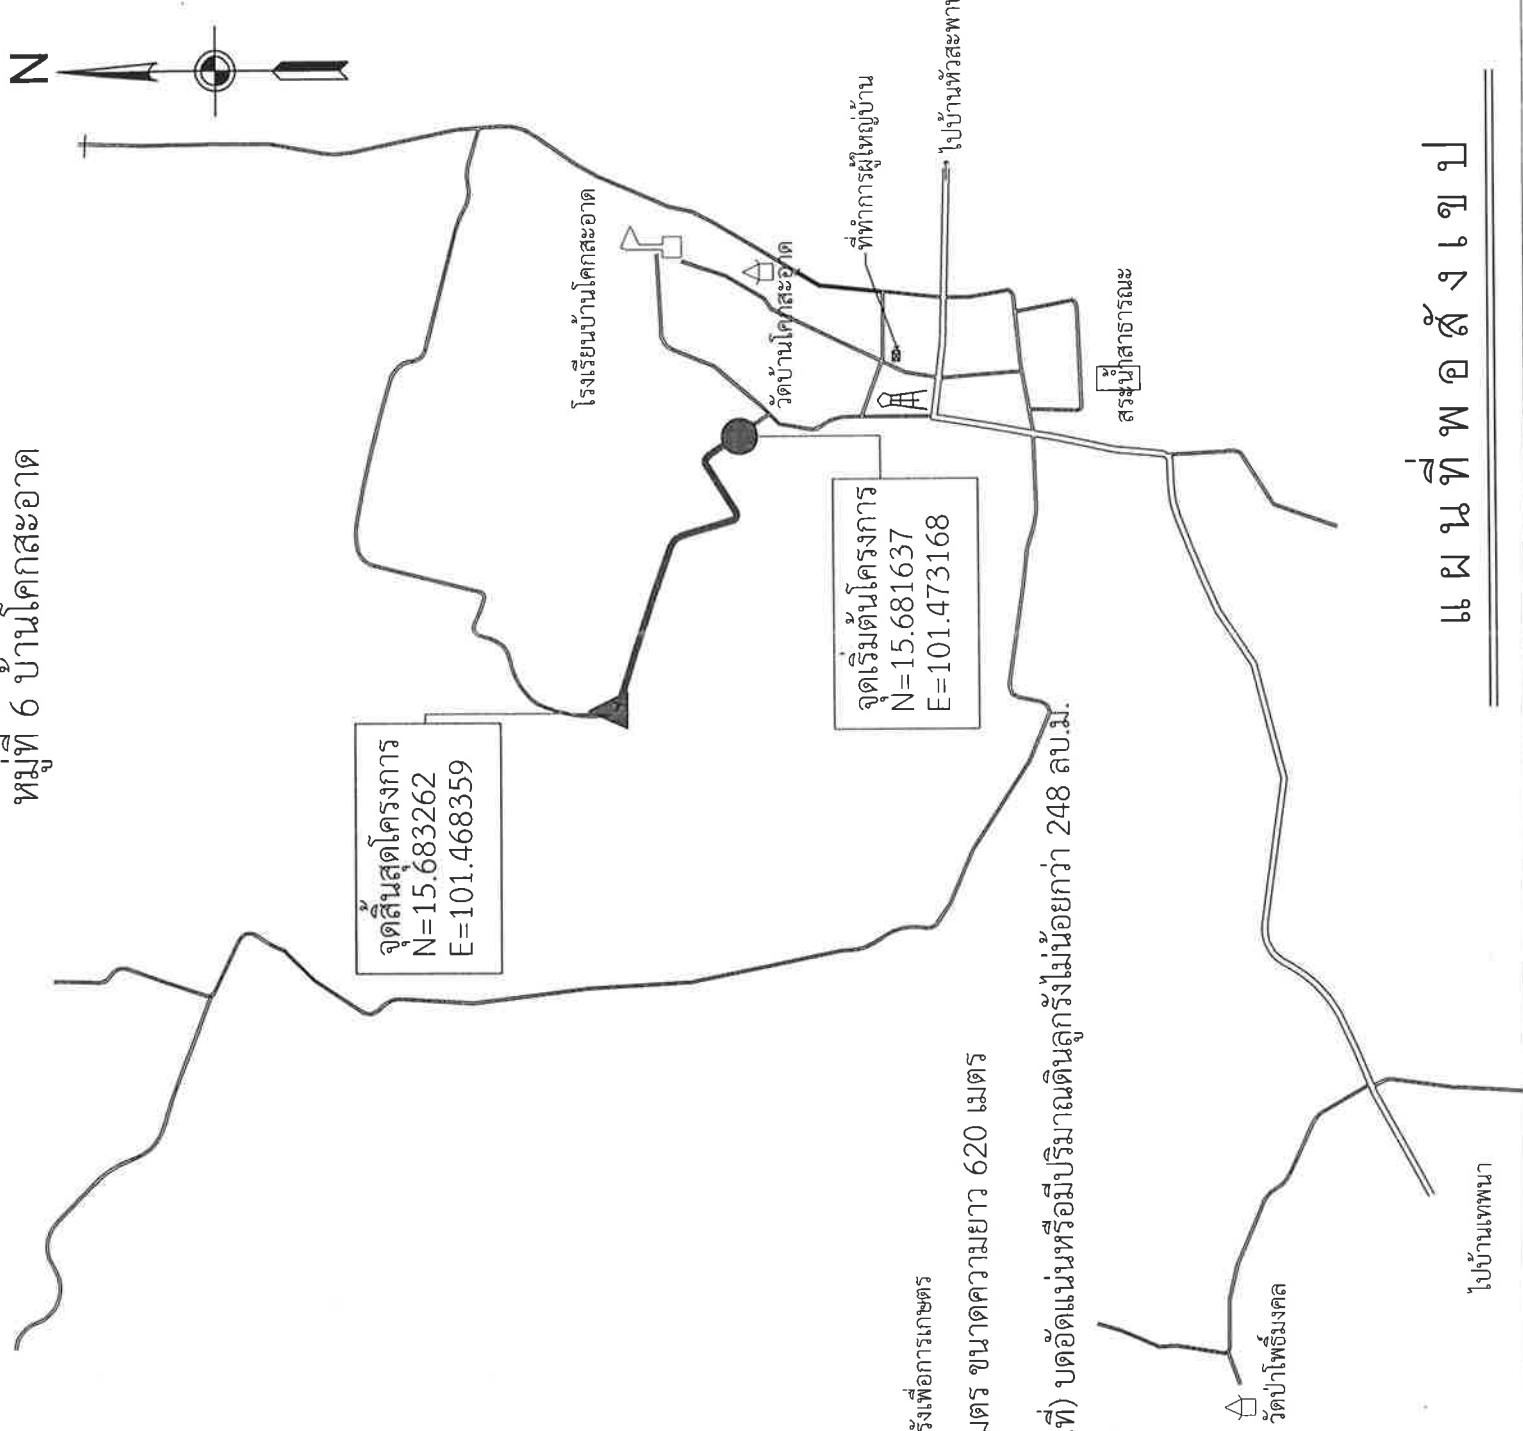 หมู่ที่ 6 บ้านโคกสะอาด
N
โรงเรียนบ้านโคกสะอาด
วัดบ้านโคกสะอาด
ที่ทำการผู้ใหญ่บ้าน
ไปบ้านหัวสะพาน
สระน้ำสาธารณะ
จุดสิ้นสุดโครงการ
N=15.683262
E=101.468359
จุดเริ่มต้นโครงการ
N=15.681637
E=101.473168
รังเพื่อการเกษตร
มตร ขนาดความยาว 620 เมตร
ที่) บดอัดแน่นหรือมีปริมาณดินลูกรังไม่น้อยกว่า 248 ลบ.ม.
วัดป่าโพธิ์มงคล
ไปบ้านเทพนา
แผนที่พอสังเขป